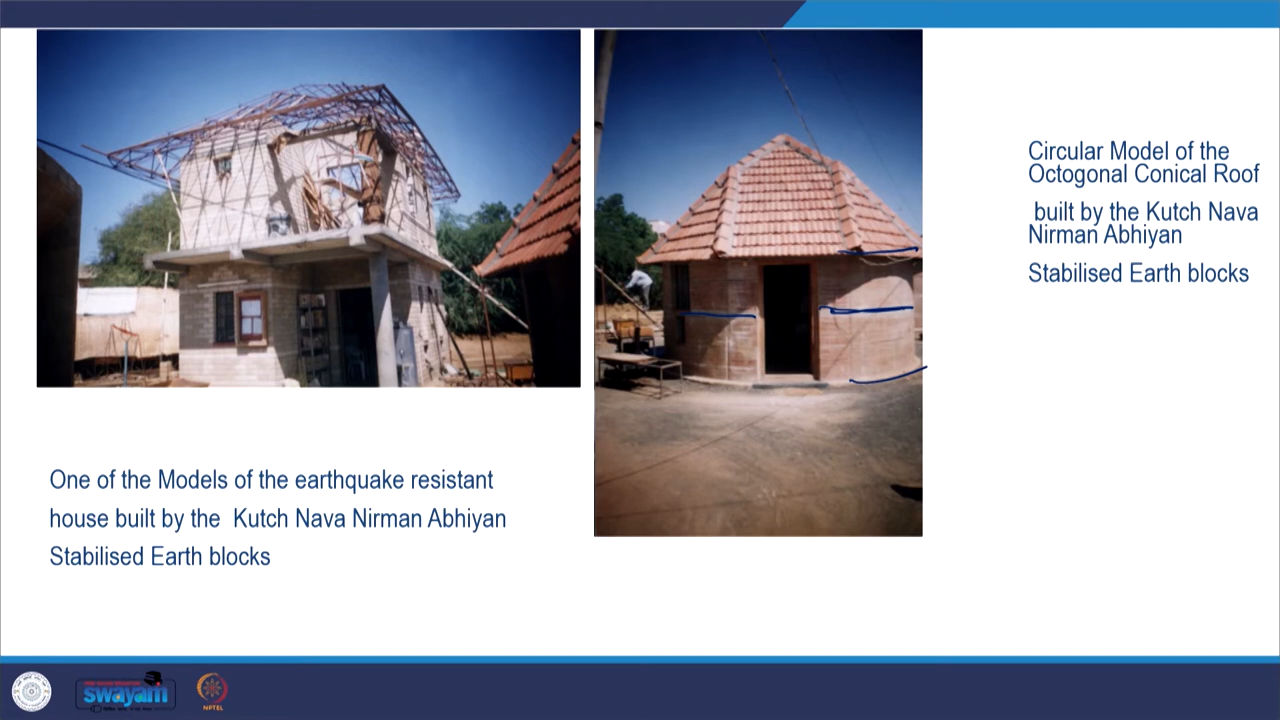 Circular Model of the
Octogonal Conical Roof
built by the Kutch Nava
Nirman Abhiyan
Stabilised Earth blocks
One of the Models of the earthquake resistant
house built by the Kutch Nava Nirman Abhiyan
Stabilised Earth blocks
swayam
NPTEL